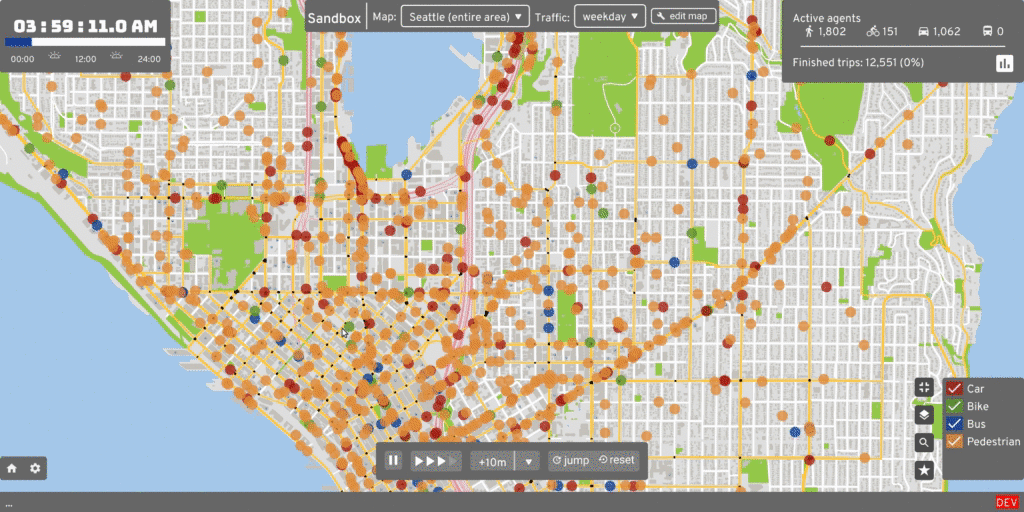 03:59:11.0 AM
00:00 12:00 24:00
Sandbox Map: Seattle (entire area) Traffic: weekday edit map
Active agents
1,802 151 1,062 0
Finished trips: 12,551 (0%)
Car
Bike
Bus
Pedestrian
+10m jump reset
...
DEV